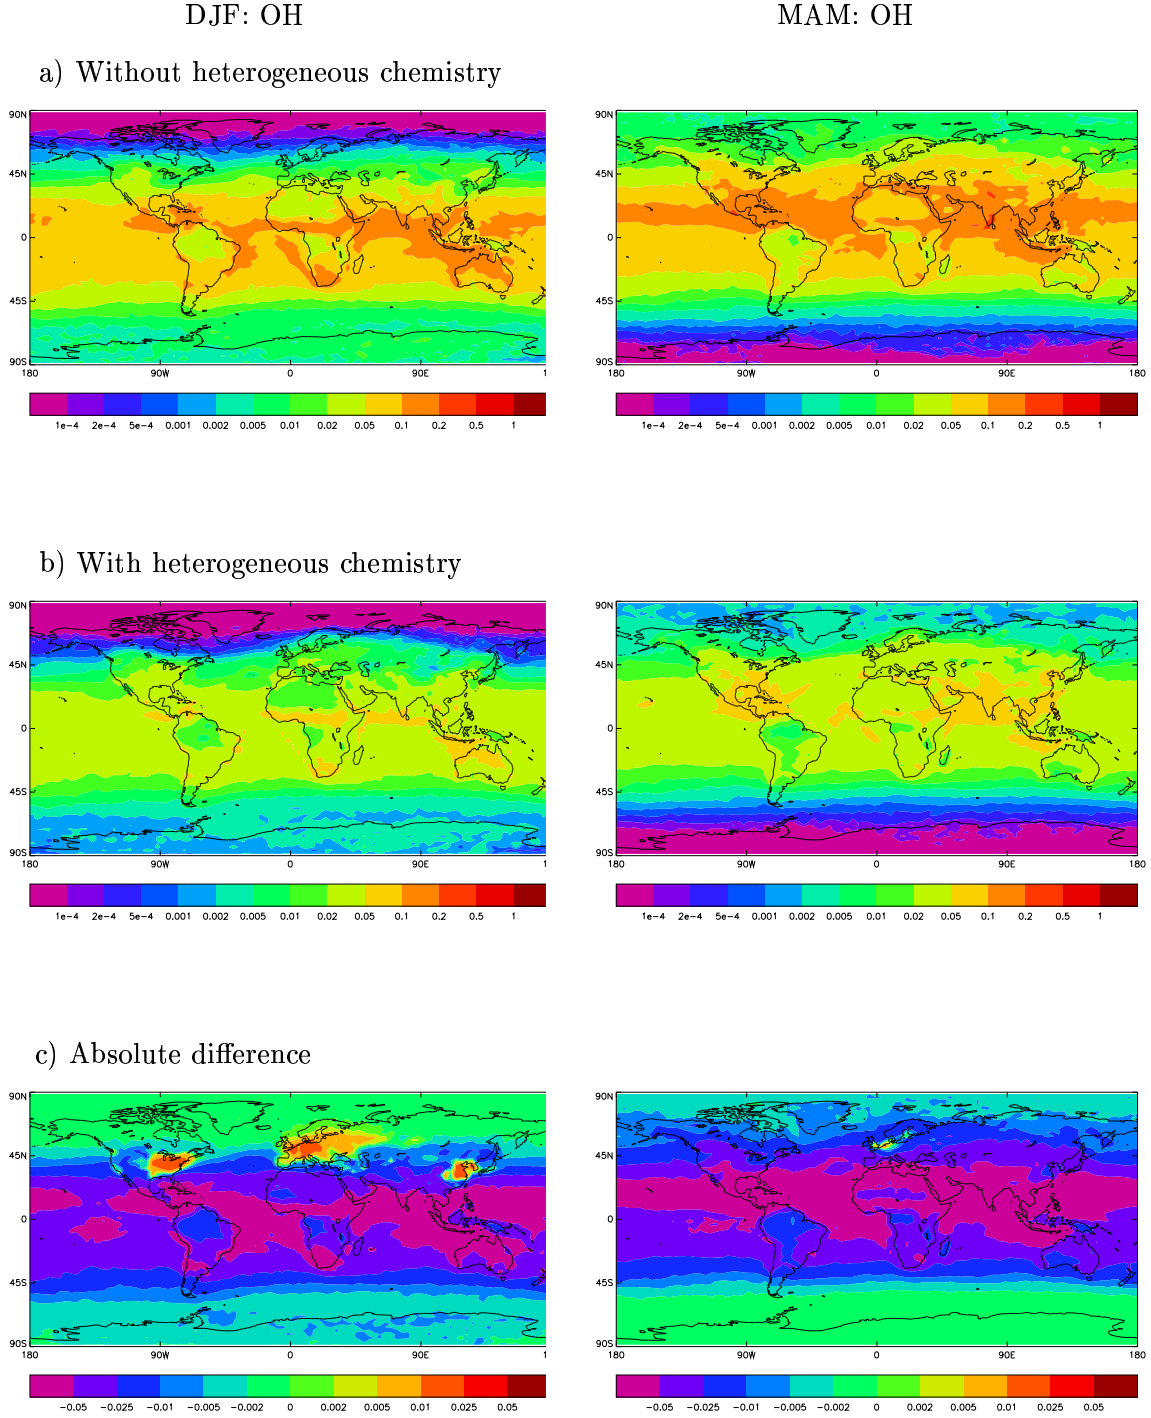 DJF: OH
MAM: OH
a) Without heterogeneous chemistry
90N
45N
0
45S
90S
180 90W 0 90E 1
1e-4 2e-4 5e-4 0.001 0.002 0.005 0.01 0.02 0.05 0.1 0.2 0.5 1
90N
45N
0
45S
90S
180 90W 0 90E 180
1e-4 2e-4 5e-4 0.001 0.002 0.005 0.01 0.02 0.05 0.1 0.2 0.5 1
b) With heterogeneous chemistry
90N
45N
0
45S
90S
180 90W 0 90E 1
1e-4 2e-4 5e-4 0.001 0.002 0.005 0.01 0.02 0.05 0.1 0.2 0.5 1
90N
45N
0
45S
90S
180 90W 0 90E 180
1e-4 2e-4 5e-4 0.001 0.002 0.005 0.01 0.02 0.05 0.1 0.2 0.5 1
c) Absolute difference
90N
45N
0
45S
90S
180 90W 0 90E 1
-0.05 -0.025 -0.01 -0.005 -0.002 0 0.002 0.005 0.01 0.025 0.05
90N
45N
0
45S
90S
180 90W 0 90E 180
-0.05 -0.025 -0.01 -0.005 -0.002 0 0.002 0.005 0.01 0.025 0.05